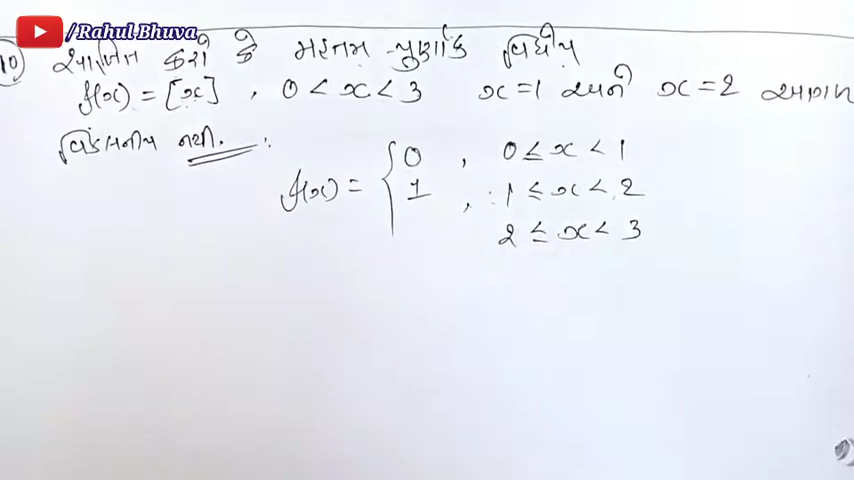 /Rahul Bhuva
10 સાબિત કરો કે મહત્તમ પૂર્ણાંક વિધેય
f(x) = [x] , 0 < x < 3 x = 1 અને x = 2 આગળ
વિકલનીય નથી. :
f(x) = { 0 , 0 ≤ x < 1
1 , 1 ≤ x < 2
2 ≤ x < 3